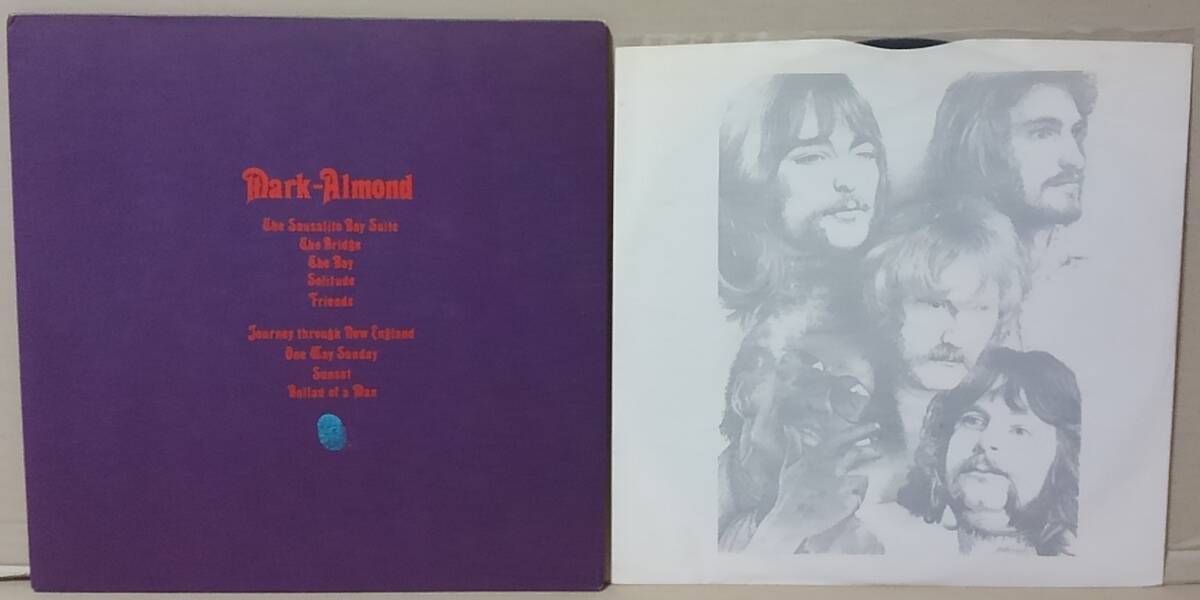 Mark-Almond
The Sausalito Bay Suite
The Bridge
The Bay
Solitude
Friends
Journey through New England
One Way Sunday
Sunset
Ballad of a Man